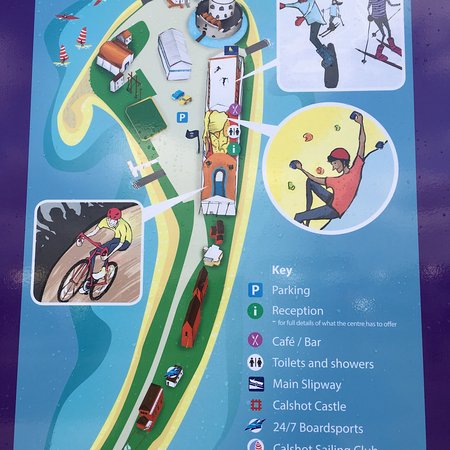 P
i
Key
P Parking
i Reception
* for full details of what the centre has to offer
Café / Bar
Toilets and showers
Main Slipway
Calshot Castle
24/7 Boardsports
Calshot Sailing Club